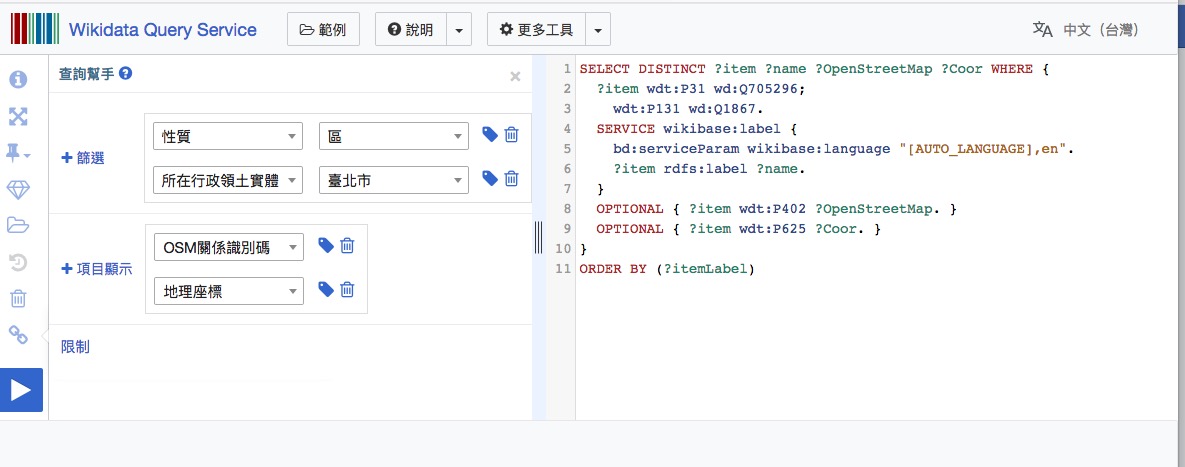 Wikidata Query Service
範例
說明
更多工具
中文（台灣）
查詢幫手
篩選
性質
區
所在行政領土實體
臺北市
項目顯示
OSM關係識別碼
地理座標
限制
1 SELECT DISTINCT ?item ?name ?OpenStreetMap ?Coor WHERE {
2 ?item wdt:P31 wd:Q705296;
3 wdt:P131 wd:Q1867.
4 SERVICE wikibase:label {
5 bd:serviceParam wikibase:language "[AUTO_LANGUAGE],en".
6 ?item rdfs:label ?name.
7 }
8 OPTIONAL { ?item wdt:P402 ?OpenStreetMap. }
9 OPTIONAL { ?item wdt:P625 ?Coor. }
10 }
11 ORDER BY (?itemLabel)